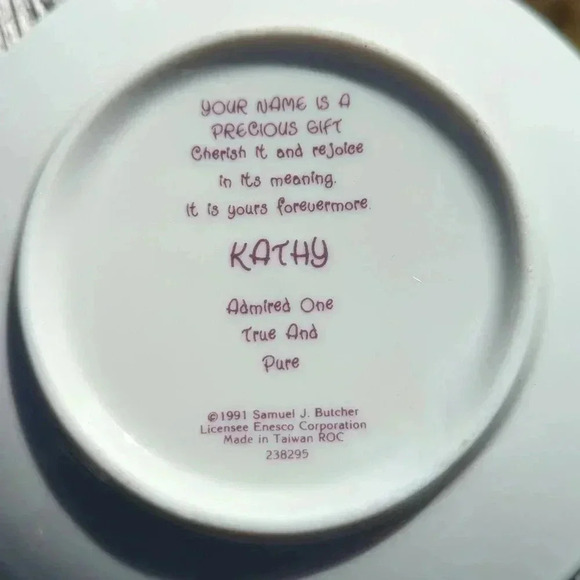 YOUR NAME IS A
PRECIOUS GIFT
Cherish it and rejoice
in its meaning.
It is yours forevermore.
KATHY
Admired One
True And
Pure
©1991 Samuel J. Butcher
Licensee Enesco Corporation
Made in Taiwan ROC
238295